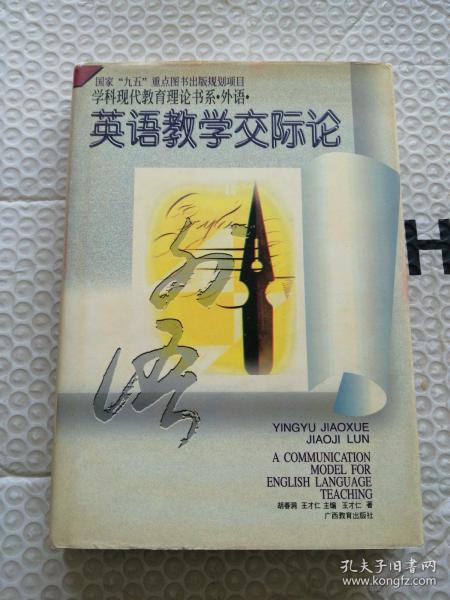 国家“九五”重点图书出版规划项目
学科现代教育理论书系·外语·
英语教学交际论
外语
YINGYU JIAOXUE
JIAOJI LUN
A COMMUNICATION
MODEL FOR
ENGLISH LANGUAGE
TEACHING
胡春洞 王才仁 主编 王才仁 著
广西教育出版社
H
孔夫子旧书网
www.kongfz.com